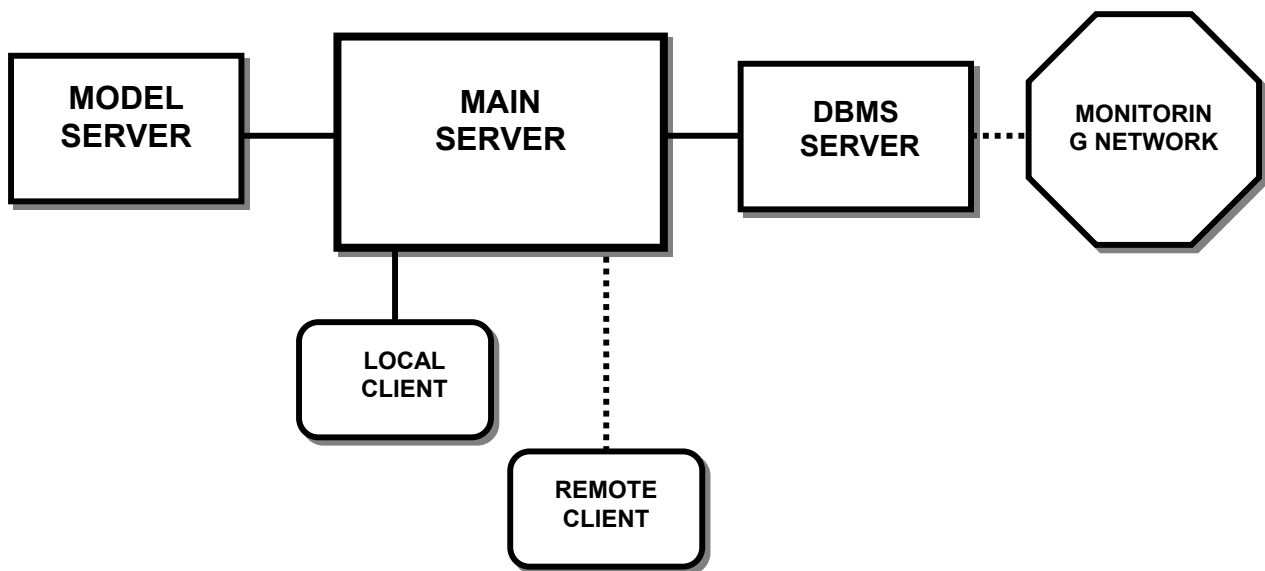 MODEL
SERVER
MAIN
SERVER
DBMS
SERVER
MONITORIN
G NETWORK
LOCAL
CLIENT
REMOTE
CLIENT